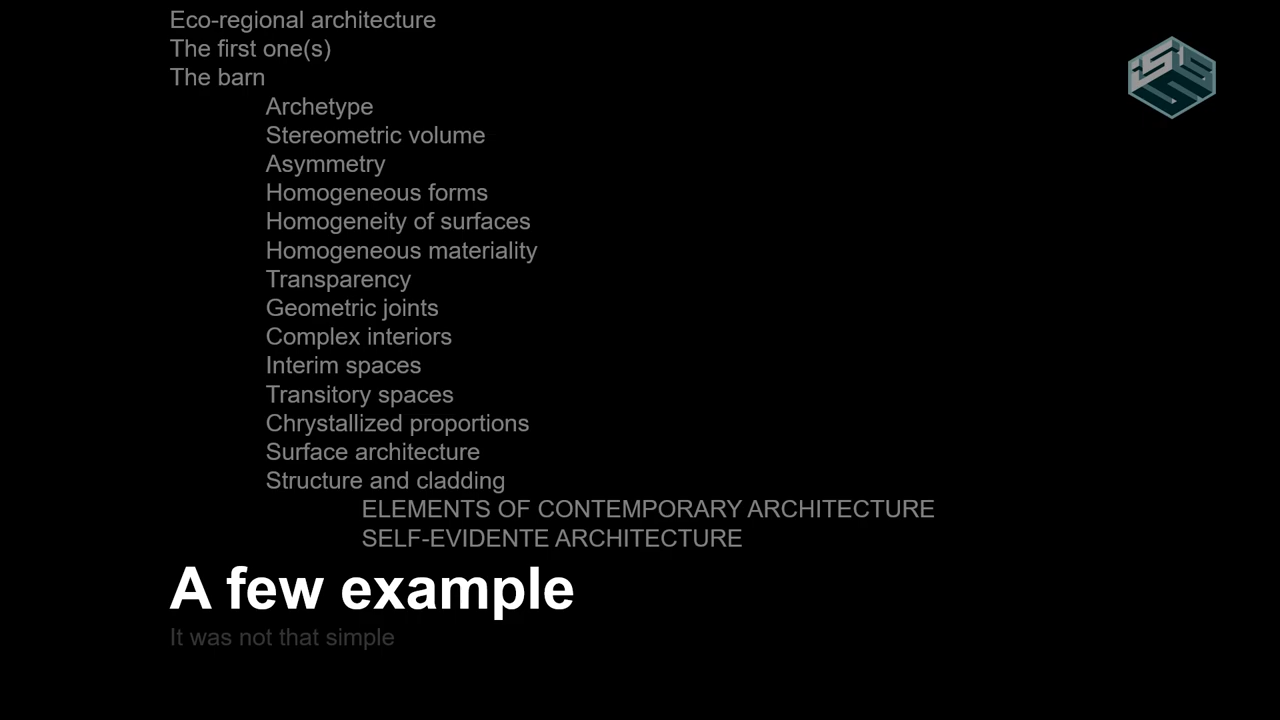 Eco-regional architecture
The first one(s)
The barn
Archetype
Stereometric volume
Asymmetry
Homogeneous forms
Homogeneity of surfaces
Homogeneous materiality
Transparency
Geometric joints
Complex interiors
Interim spaces
Transitory spaces
Chrystallized proportions
Surface architecture
Structure and cladding
ELEMENTS OF CONTEMPORARY ARCHITECTURE
SELF-EVIDENTE ARCHITECTURE
A few example
It was not that simple